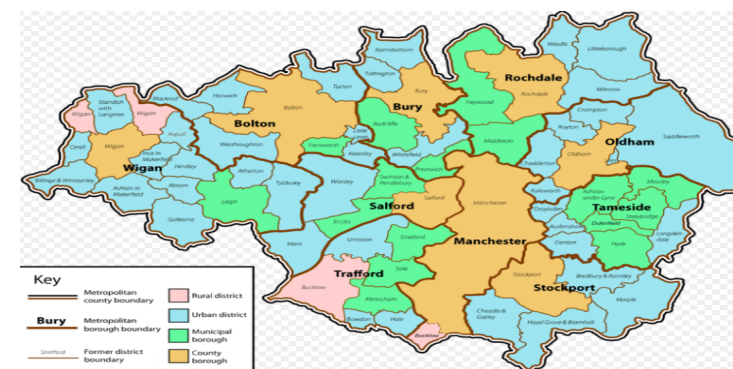 Ramsbottom
Wardle
Littleborough
Tottington
Bury
Rochdale
Rochdale
Turton
Heywood
Milnrow
Horwich
Bolton
Bury
Blackrod
Standish
with
Langtree
Wigan
Wigan
Bolton
Radcliffe
Crompton
Aspull
Little
Lever
Middleton
Royton
Oldham
Saddleworth
Orrell
Wigan
Westhoughton
Farnworth
Kearsley
Whitefield
Chadderton
Oldham
Ince in
Makerfield
Wigan
Hindley
Prestwich
Lees
Billinge & Winstanley
Abram
Atherton
Tyldesley
Worsley
Swinton &
Pendlebury
Failsworth
Ashton-
under-Lyne
Mossley
Ashton in
Makerfield
Leigh
Salford
Salford
Manchester
Droylsden
Tameside
Stalybridge
Golborne
Eccles
Audenshaw
Dukinfield
Longden-
dale
Irlam
Urmston
Stretford
Manchester
Denton
Hyde
Trafford
Sale
Stockport
Bredbury & Romiley
Bucklow
Stockport
Altrincham
Cheadle &
Gatley
Marple
Bowdon
Hale
Hazel Grove & Bramhall
Bucklow
Key
Metropolitan
county boundary
Rural district
Bury
Metropolitan
borough boundary
Urban district
Municipal
borough
Stretford
Former district
boundary
County
borough